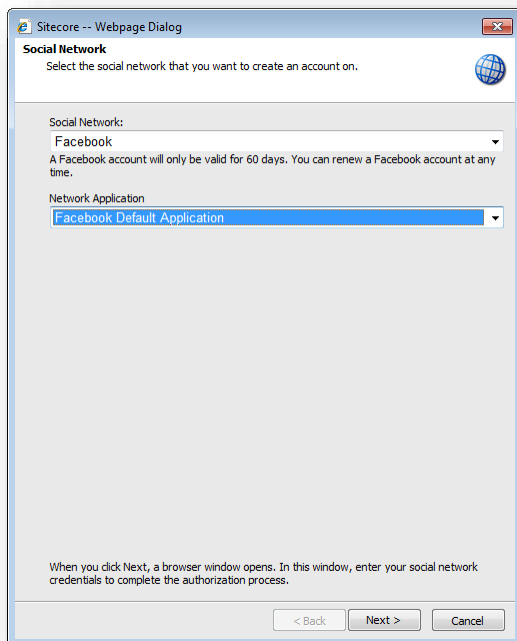 Sitecore -- Webpage Dialog
Social Network
Select the social network that you want to create an account on.
Social Network:
Facebook
A Facebook account will only be valid for 60 days. You can renew a Facebook account at any
time.
Network Application
Facebook Default Application
When you click Next, a browser window opens. In this window, enter your social network
credentials to complete the authorization process.
< Back Next > Cancel